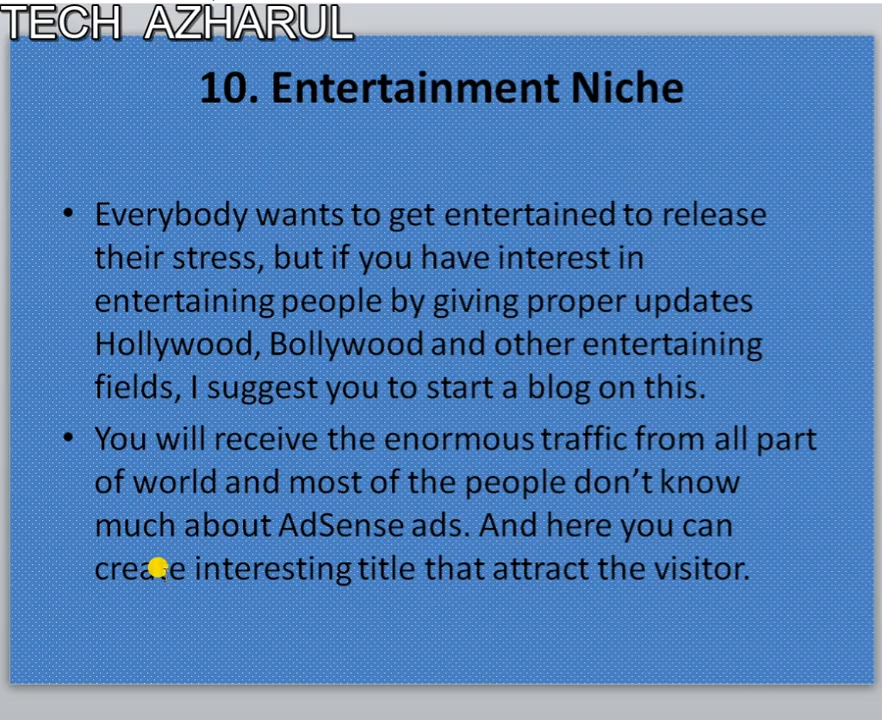 TECH AZHARUL
10. Entertainment Niche
• Everybody wants to get entertained to release
their stress, but if you have interest in
entertaining people by giving proper updates
Hollywood, Bollywood and other entertaining
fields, I suggest you to start a blog on this.
• You will receive the enormous traffic from all part
of world and most of the people don’t know
much about AdSense ads. And here you can
create interesting title that attract the visitor.